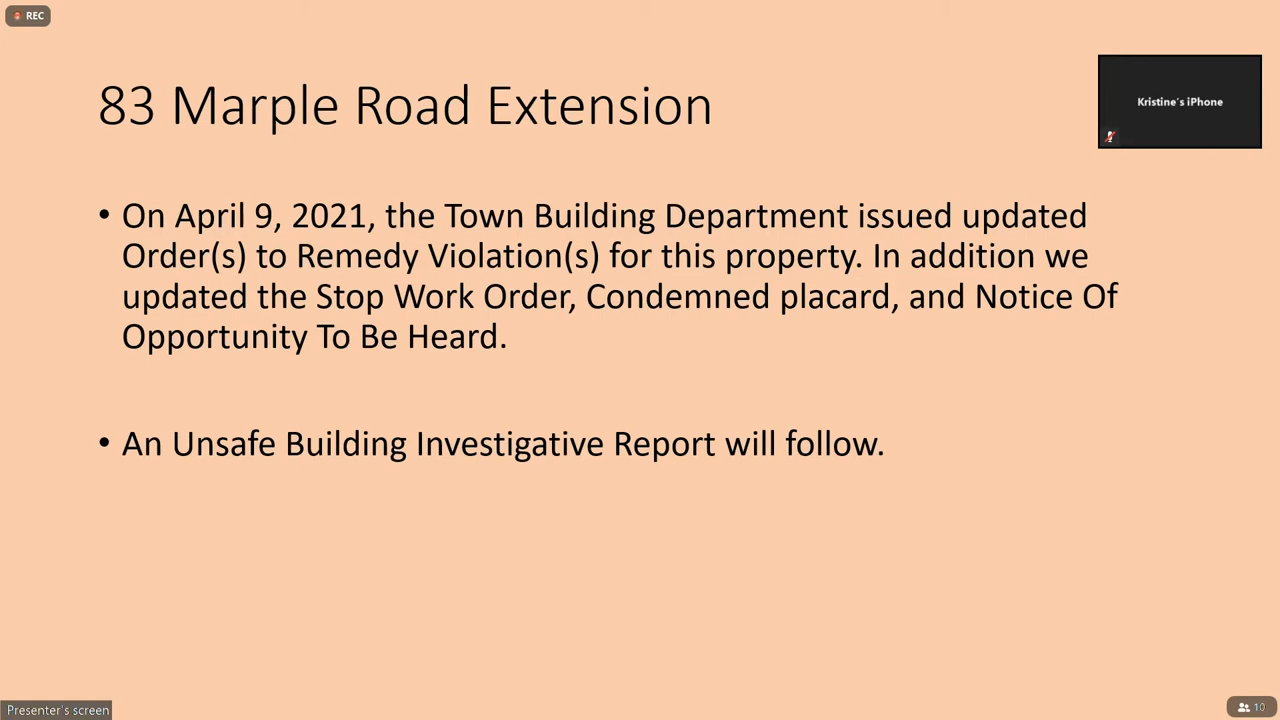 REC
83 Marple Road Extension
Kristine's iPhone
• On April 9, 2021, the Town Building Department issued updated
Order(s) to Remedy Violation(s) for this property. In addition we
updated the Stop Work Order, Condemned placard, and Notice Of
Opportunity To Be Heard.
• An Unsafe Building Investigative Report will follow.
Presenter's screen
10